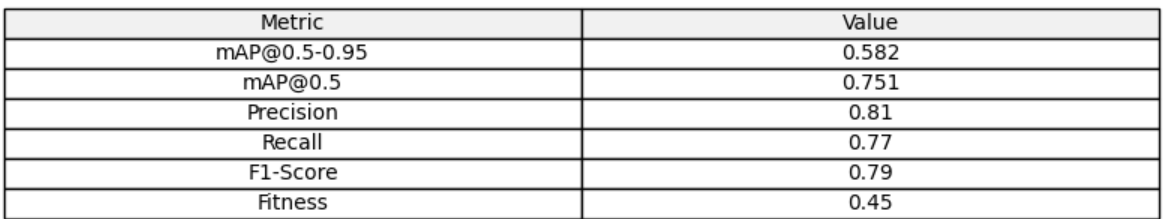 Metric Value
mAP@0.5-0.95 0.582
mAP@0.5 0.751
Precision 0.81
Recall 0.77
F1-Score 0.79
Fitness 0.45